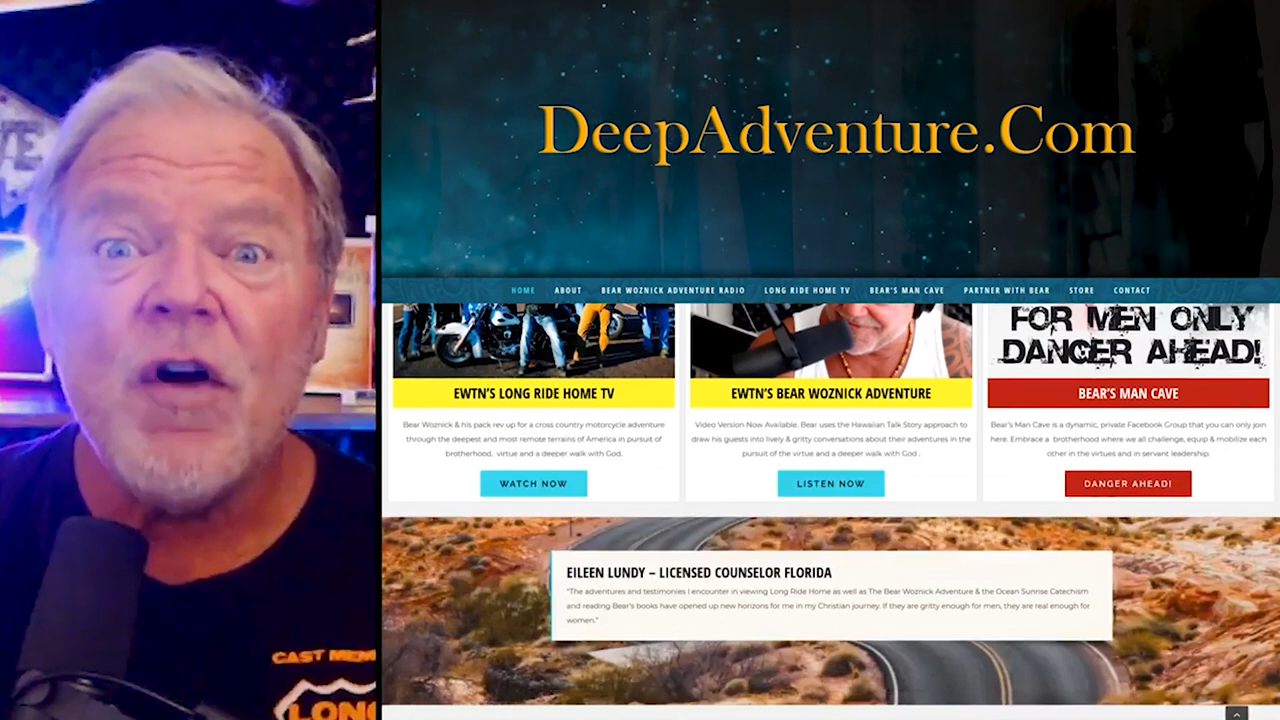 DeepAdventure.Com
HOME ABOUT BEAR WOZNICK ADVENTURE RADIO LONG RIDE HOME TV BEAR'S MAN CAVE PARTNER WITH BEAR STORE CONTACT
FOR MEN ONLY
DANGER AHEAD!
EWTN'S LONG RIDE HOME TV
Bear Woznick & his pack rev up for a cross country motorcycle adventure
through the deepest and most remote terrains of America in pursuit of
brotherhood, virtue and a deeper walk with God.
WATCH NOW
EWTN'S BEAR WOZNICK ADVENTURE
Video Version Now Available. Bear uses the Hawaiian Talk Story approach to
draw his guests into lively & gritty conversations about their adventures in the
pursuit of the virtue and a deeper walk with God .
LISTEN NOW
BEAR'S MAN CAVE
Bear's Man Cave is a dynamic, private Facebook Group that you can only join
here. Embrace a brotherhood where we all challenge, equip & mobilize each
other in the virtues and in servant leadership.
DANGER AHEAD!
EILEEN LUNDY – LICENSED COUNSELOR FLORIDA
"The adventures and testimonies I encounter in viewing Long Ride Home as well as The Bear Woznick Adventure & the Ocean Sunrise Catechism
and reading Bear's books have opened up new horizons for me in my Christian journey. If they are gritty enough for men, they are real enough for
women."
CAST MEM
LONG